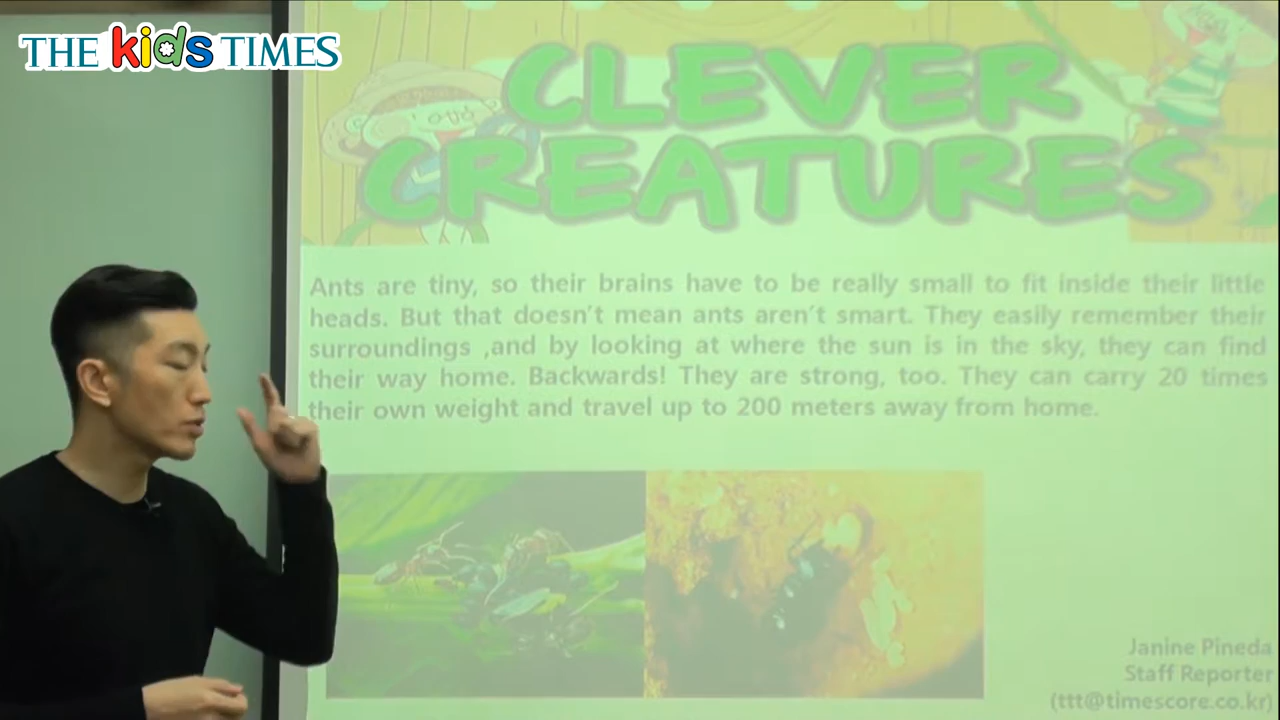 THE kids TIMES
CLEVER
CREATURES
Ants are tiny, so their brains have to be really small to fit inside their little
heads. But that doesn't mean ants aren't smart. They easily remember their
surroundings ,and by looking at where the sun is in the sky, they can find
their way home. Backwards! They are strong, too. They can carry 20 times
their own weight and travel up to 200 meters away from home.
Janine Pineda
Staff Reporter
(ttt@timescore.co.kr)